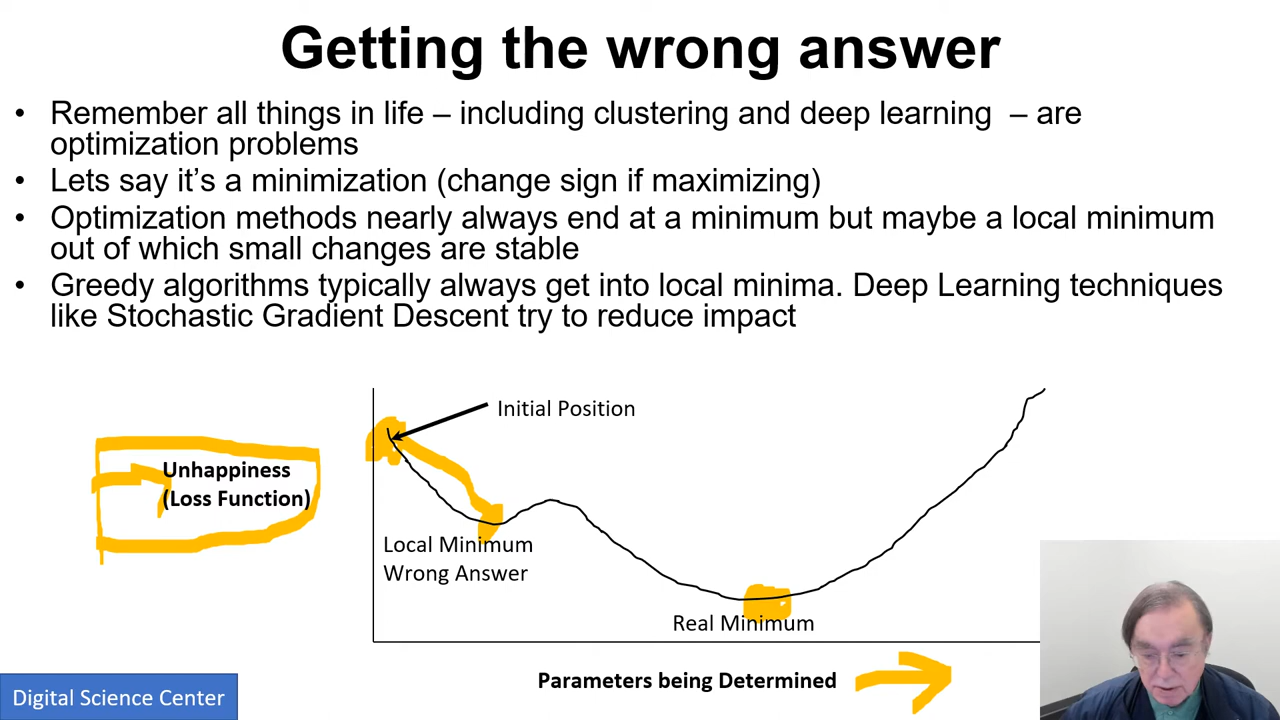 Getting the wrong answer
• Remember all things in life – including clustering and deep learning – are
optimization problems
• Lets say it’s a minimization (change sign if maximizing)
• Optimization methods nearly always end at a minimum but maybe a local minimum
out of which small changes are stable
• Greedy algorithms typically always get into local minima. Deep Learning techniques
like Stochastic Gradient Descent try to reduce impact
Initial Position
Unhappiness
(Loss Function)
Local Minimum
Wrong Answer
Real Minimum
Parameters being Determined
Digital Science Center